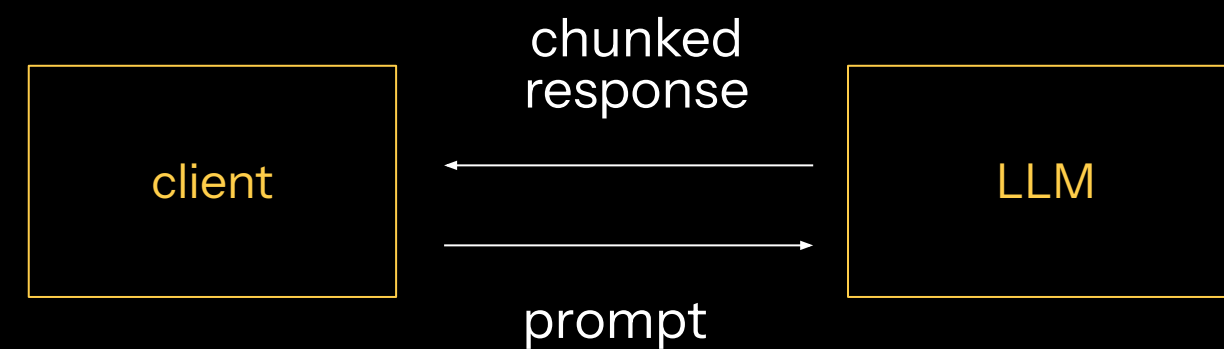 chunked
response
client
LLM
prompt